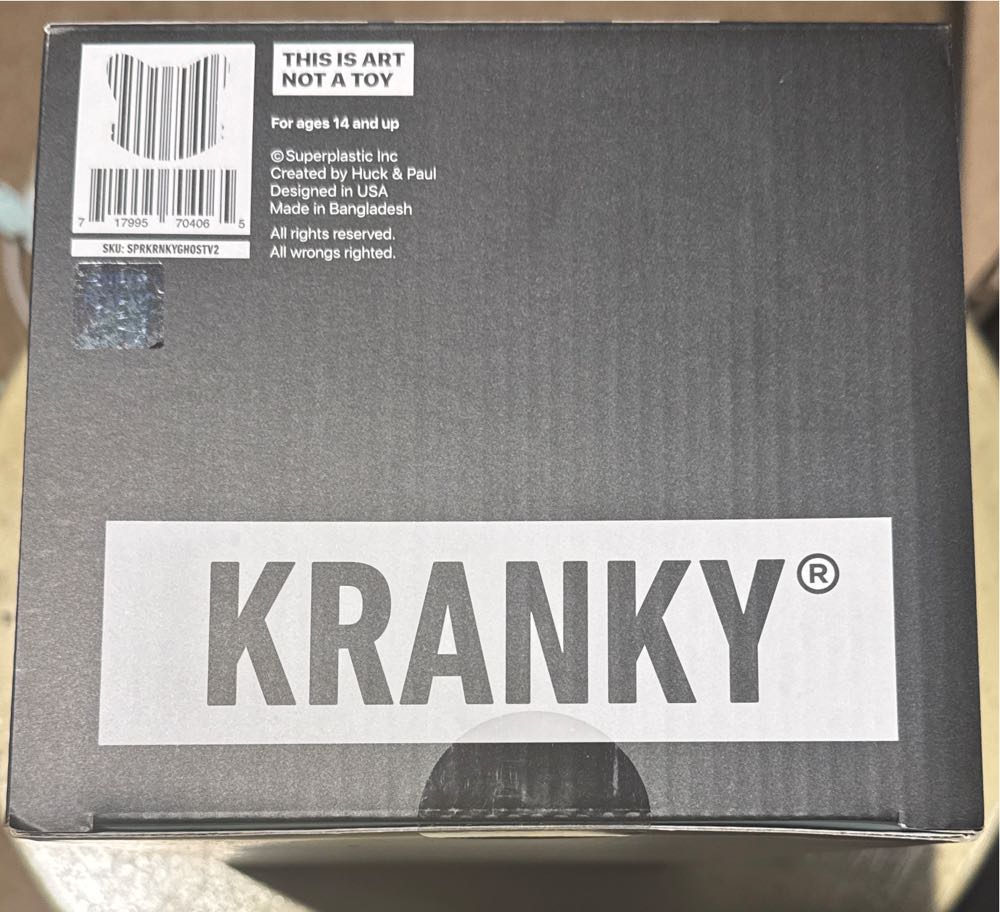 THIS IS ART
NOT A TOY
For ages 14 and up
© Superplastic Inc
Created by Huck & Paul
Designed in USA
Made in Bangladesh
All rights reserved.
All wrongs righted.
7 17995 70406 5
SKU: SPRKRNKYGHOSTV2
KRANKY®